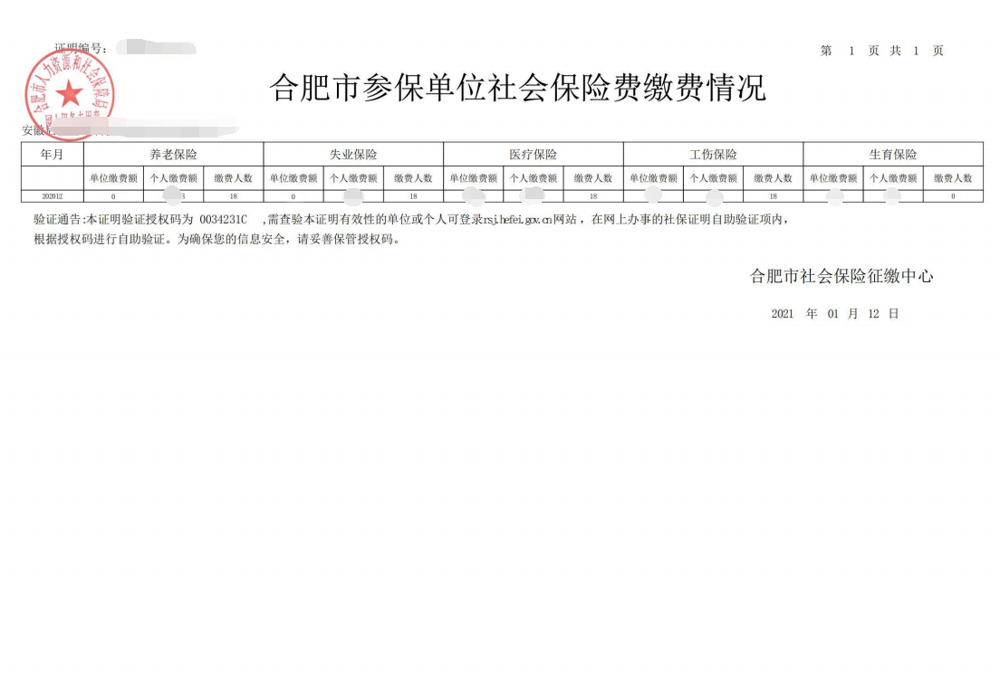 证明编号:
第 1 页 共 1 页
合肥市人力资源和社会保障局
合肥市参保单位社会保险费缴费情况
安徽
年月 养老保险 失业保险 医疗保险 工伤保险 生育保险
单位缴费额 个人缴费额 缴费人数 单位缴费额 个人缴费额 缴费人数 单位缴费额 个人缴费额 缴费人数 单位缴费额 个人缴费额 缴费人数 单位缴费额 个人缴费额 缴费人数
202012 0 18 0 18 18 18 0
验证通告:本证明验证授权码为 0034231C ,需查验本证明有效性的单位或个人可登录rsj.hefei.gov.cn网站，在网上办事的社保证明自助验证项内，
根据授权码进行自助验证。为确保您的信息安全，请妥善保管授权码。
合肥市社会保险征缴中心
2021 年 01 月 12 日